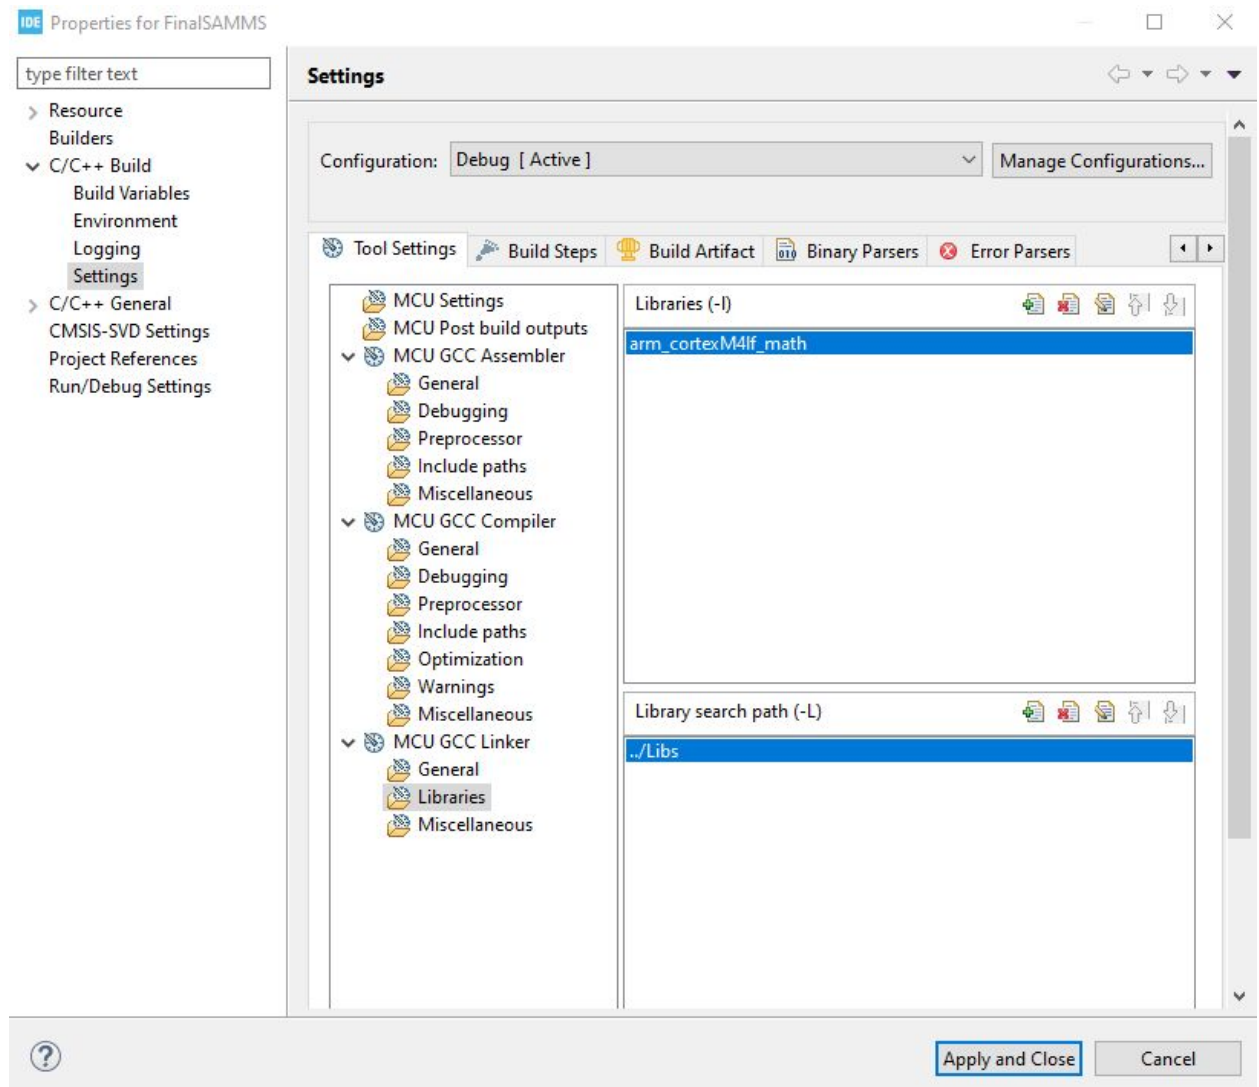 IDE Properties for FinalSAMMS
type filter text
Resource
Builders
C/C++ Build
Build Variables
Environment
Logging
Settings
C/C++ General
CMSIS-SVD Settings
Project References
Run/Debug Settings
Settings
Configuration: Debug [ Active ] Manage Configurations...
Tool Settings Build Steps Build Artifact Binary Parsers Error Parsers
MCU Settings
MCU Post build outputs
MCU GCC Assembler
General
Debugging
Preprocessor
Include paths
Miscellaneous
MCU GCC Compiler
General
Debugging
Preprocessor
Include paths
Optimization
Warnings
Miscellaneous
MCU GCC Linker
General
Libraries
Miscellaneous
Libraries (-l)
arm_cortexM4lf_math
Library search path (-L)
../Libs
Apply and Close Cancel